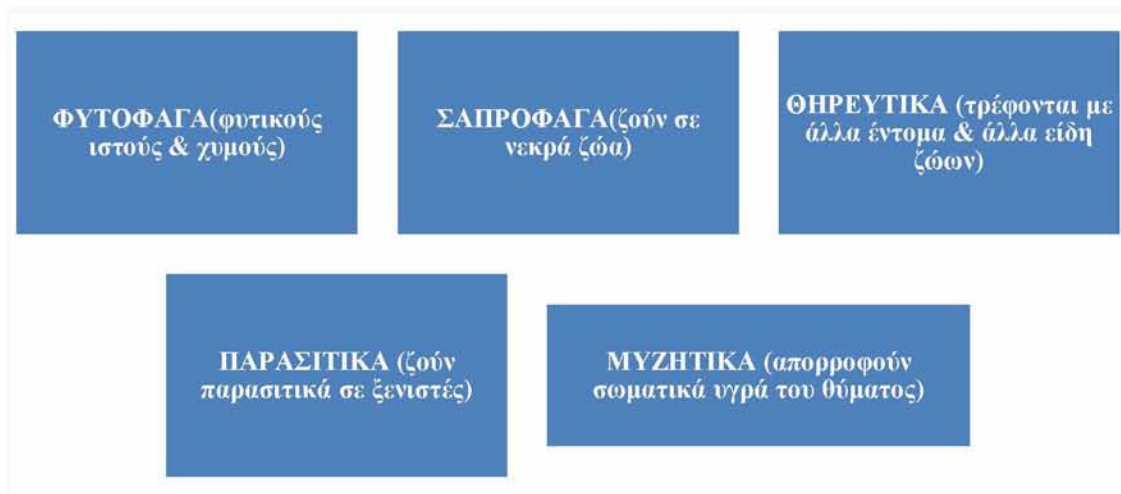 ΦΥΤΟΦΑΓΑ(φυτικούς
ιστούς & χυμούς)
ΣΑΠΡΟΦΑΓΑ(ζούν σε
νεκρά ζώα)
ΘΗΡΕΥΤΙΚΑ (τρέφονται με
άλλα έντομα & άλλα είδη
ζώων)
ΠΑΡΑΣΙΤΙΚΑ (ζούν
παρασιτικά σε ξενιστές)
ΜΥΖΗΤΙΚΑ (απορροφούν
σωματικά υγρά του θύματος)